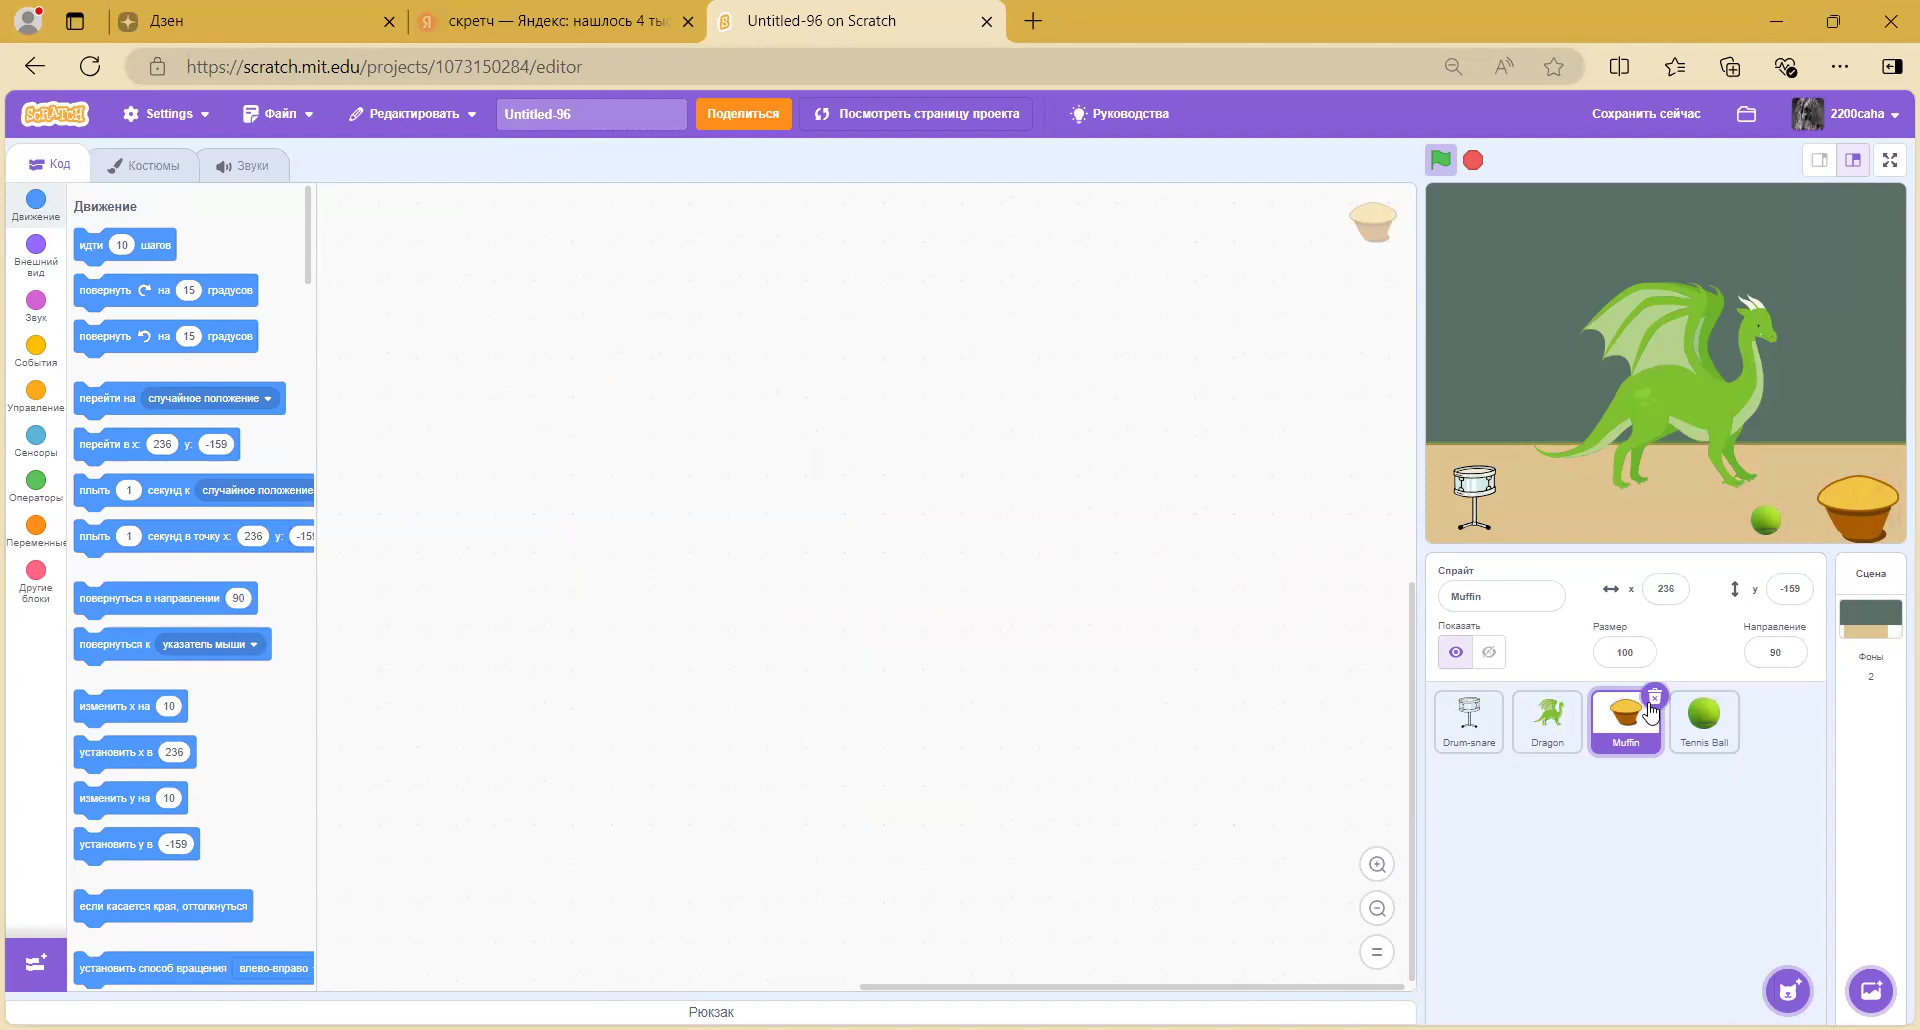 Дзен
скретч — Яндекс: нашлось 4 тыс
Untitled-96 on Scratch
https://scratch.mit.edu/projects/1073150284/editor
SCRATCH
Settings
Файл
Редактировать
Untitled-96
Поделиться
Посмотреть страницу проекта
Руководства
Сохранить сейчас
2200caha
Код
Костюмы
Звуки
Движение
Внешний
вид
Звук
События
Управление
Сенсоры
Операторы
Переменные
Другие
блоки
Движение
идти 10 шагов
повернуть на 15 градусов
повернуть на 15 градусов
перейти на случайное положение
перейти в x: 236 y: -159
плыть 1 секунд к случайное положение
плыть 1 секунд в точку x: 236 y: -159
повернуться в направлении 90
повернуться к указатель мыши
изменить x на 10
установить x в 236
изменить y на 10
установить y в -159
если касается края, оттолкнуться
установить способ вращения влево-вправо
Рюкзак
Спрайт
Muffin
x 236
y -159
Показать
Размер
100
Направление
90
Drum-snare
Dragon
Muffin
Tennis Ball
Сцена
Фоны
2